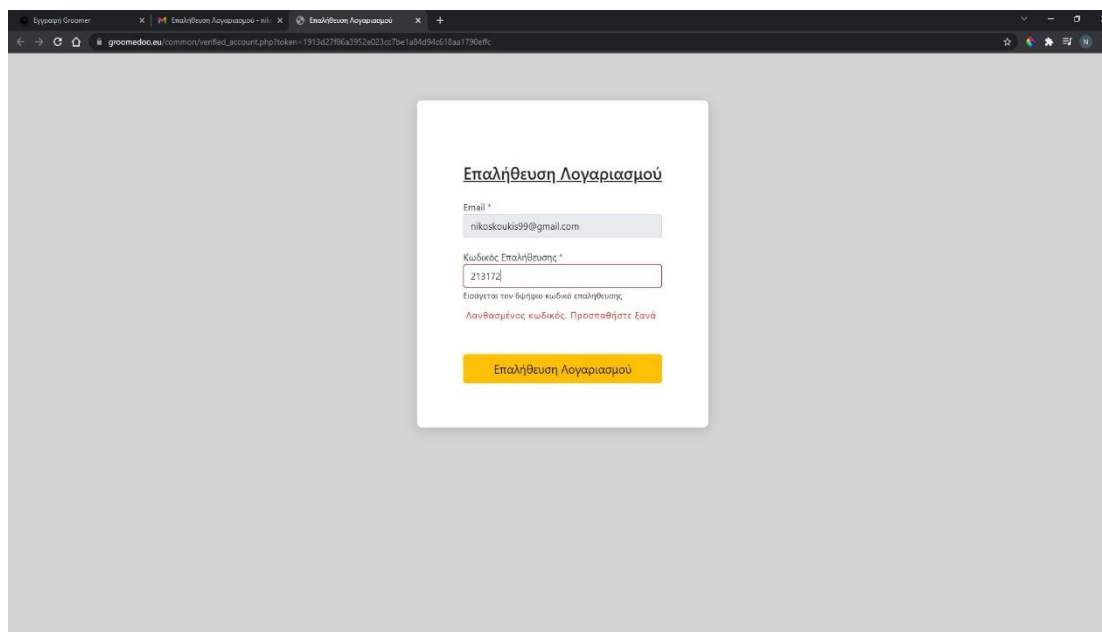 Εγγραφή Groomer
Επαλήθευση Λογαριασμού - nik
Επαλήθευση Λογαριασμού
groomedoo.eu/common/verified_account.php?token=1913d27f86a3952e023cc7be1a84d94c618aa1790effc
N
Επαλήθευση Λογαριασμού
Email *
nikoskoukis99@gmail.com
Κωδικός Επαλήθευσης *
213172
Εισάγεται τον 6ψήφιο κωδικό επαλήθευσης
Λανθασμένος κωδικός. Προσπαθήστε ξανά
Επαλήθευση Λογαριασμού